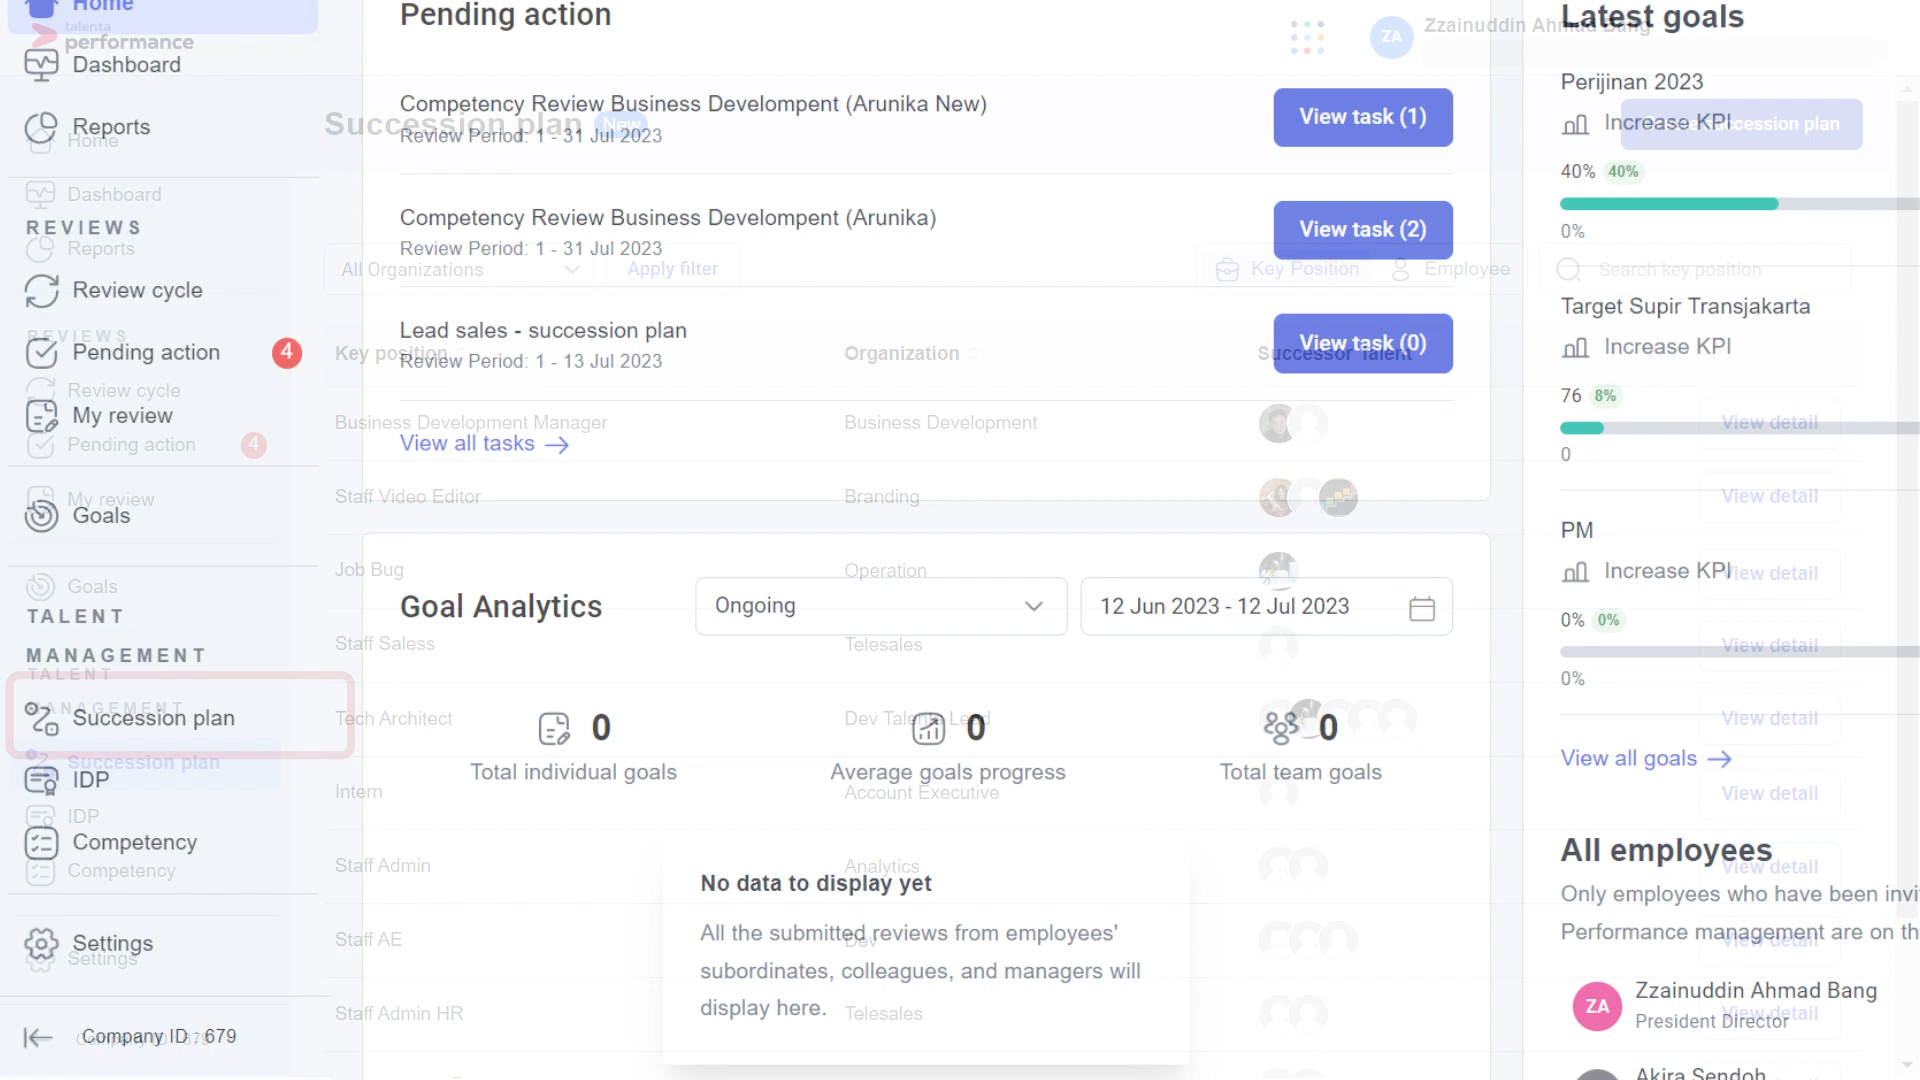 Home
talenta
performance
Dashboard
Reports
Home
Dashboard
REVIEWS
Reports
Review cycle
REVIEWS
Pending action 4
Review cycle
My review
Pending action 4
My review
Goals
Goals
TALENT
MANAGEMENT
TALENT
MANAGEMENT
Succession plan
Succession plan
IDP
IDP
Competency
Competency
Settings
Settings
Company ID : 679
Pending action
Competency Review Business Develompent (Arunika New)
Review Period: 1 - 31 Jul 2023
View task (1)
Competency Review Business Develompent (Arunika)
Review Period: 1 - 31 Jul 2023
View task (2)
Lead sales - succession plan
Review Period: 1 - 13 Jul 2023
View task (0)
View all tasks
Goal Analytics
Ongoing
12 Jun 2023 - 12 Jul 2023
0
Total individual goals
0
Average goals progress
0
Total team goals
No data to display yet
All the submitted reviews from employees'
subordinates, colleagues, and managers will
display here.
Latest goals
Perijinan 2023
Increase KPI
40% 40%
0%
Target Supir Transjakarta
Increase KPI
76 8%
0
PM
Increase KPI
0% 0%
0%
View all goals
All employees
Only employees who have been invi
Performance management are on th
ZA
Zzainuddin Ahmad Bang
President Director
Akira Sendoh
ZA
Zzainuddin Ahmad Bang
Succession plan New
succession plan
All Organizations
Apply filter
Key Position
Employee
Search key position
Key position
Organization
Successor Talent
Business Development Manager
Business Development
View detail
Staff Video Editor
Branding
View detail
Job Bug
Operation
View detail
Staff Saless
Telesales
View detail
Tech Architect
Dev Talenta Lead
View detail
Intern
Account Executive
View detail
Staff Admin
Analytics
View detail
Staff AE
Dev
View detail
Staff Admin HR
Telesales
View detail